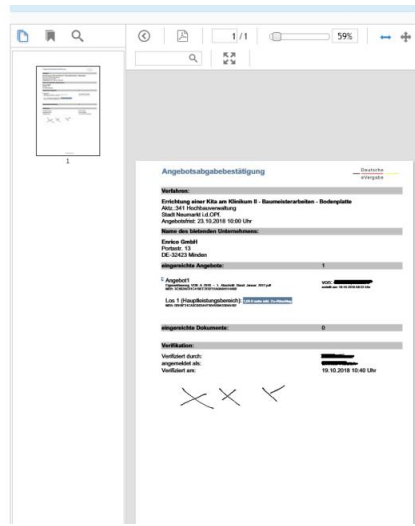 1 / 1
59%
1
Angebotsabgabebestätigung
Deutsche
eVergabe
Verfahren:
Errichtung einer Kita am Klinikum II - Baumeisterarbeiten - Bodenplatte
Aktz.:341 Hochbauverwaltung
Stadt Neumarkt i.d.OPf.
Angebotsfrist: 23.10.2018 10:00 Uhr
Name des bietenden Unternehmens:
Enrico GmbH
Portastr. 13
DE-32423 Minden
eingereichte Angebote: 1
Angebot1
Los 1 (Hauptleistungsbereich):
eingereichte Dokumente: 0
Verifikation:
Verifiziert durch:
angemeldet als:
Verifiziert am: 19.10.2018 10:40 Uhr